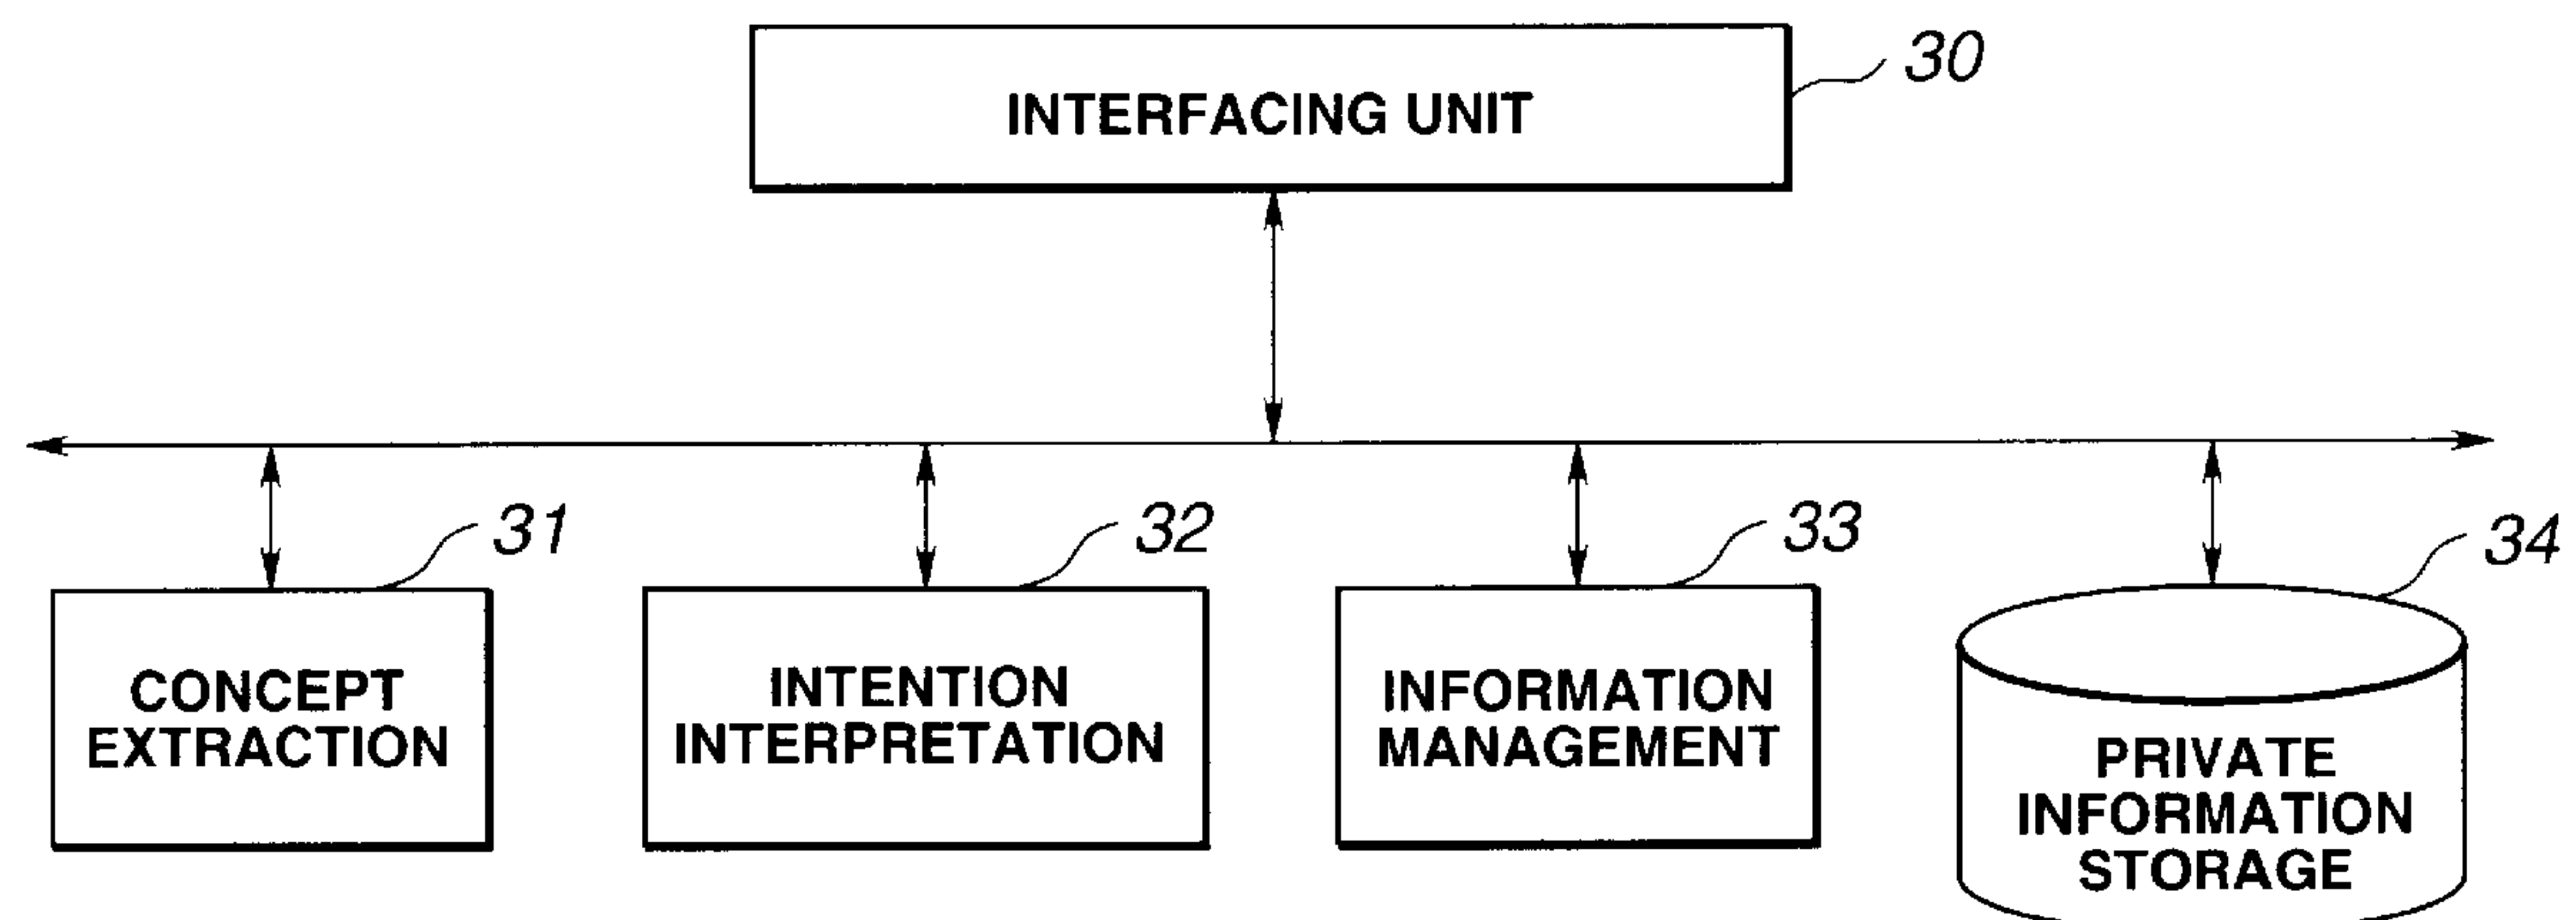 30
INTERFACING UNIT
31
32
33
34
CONCEPT
EXTRACTION
INTENTION
INTERPRETATION
INFORMATION
MANAGEMENT
PRIVATE
INFORMATION
STORAGE